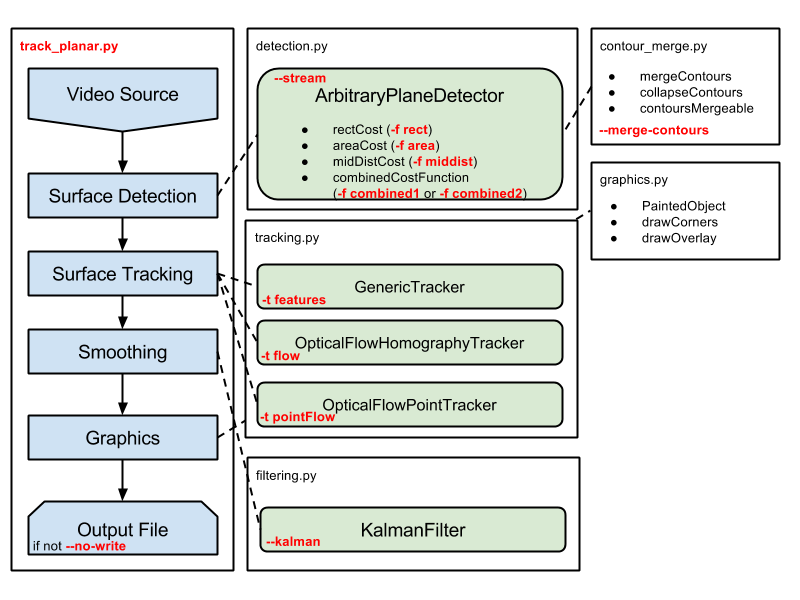 track_planar.py
Video Source
Surface Detection
Surface Tracking
Smoothing
Graphics
Output File
if not --no-write
detection.py
--stream
ArbitraryPlaneDetector
● rectCost (-f rect)
● areaCost (-f area)
● midDistCost (-f middist)
● combinedCostFunction
(-f combined1 or -f combined2)
tracking.py
GenericTracker
-t features
OpticalFlowHomographyTracker
-t flow
OpticalFlowPointTracker
-t pointFlow
filtering.py
KalmanFilter
--kalman
contour_merge.py
● mergeContours
● collapseContours
● contoursMergeable
--merge-contours
graphics.py
● PaintedObject
● drawCorners
● drawOverlay